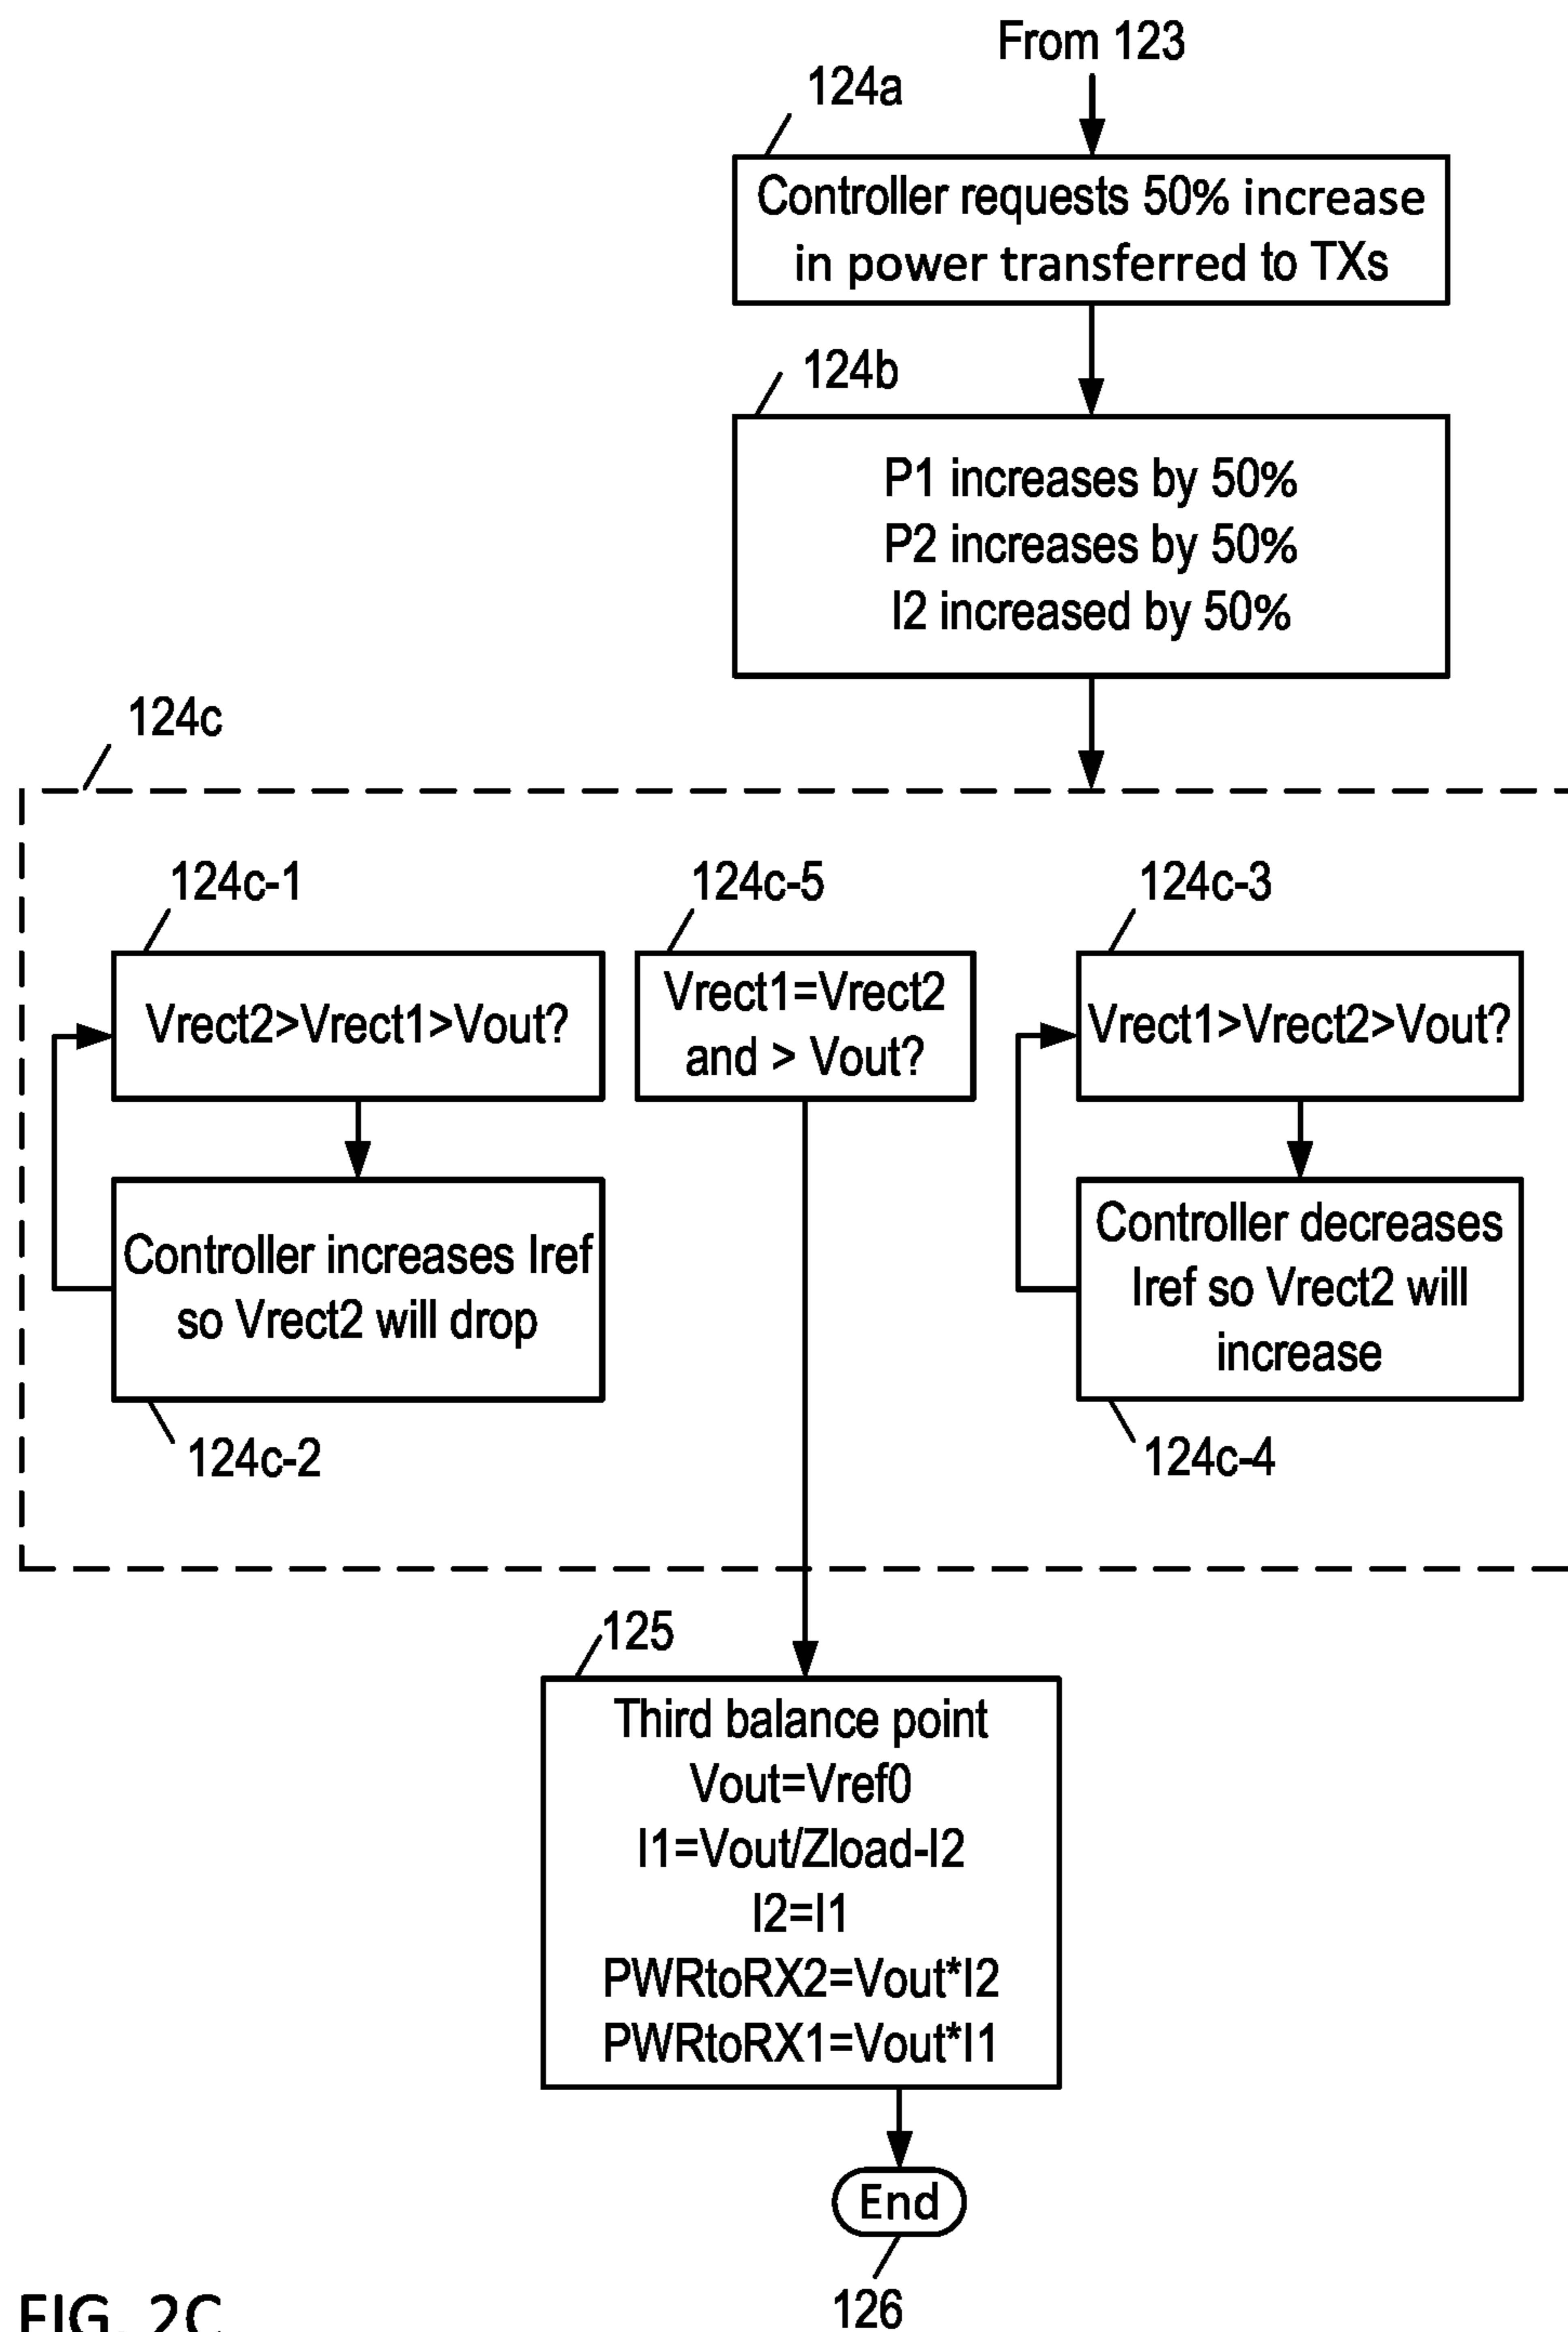 From 123
124a
Controller requests 50% increase
in power transferred to TXs
124b
P1 increases by 50%
P2 increases by 50%
I2 increased by 50%
124c
124c-1
Vrect2>Vrect1>Vout?
Controller increases Iref
so Vrect2 will drop
124c-2
124c-5
Vrect1=Vrect2
and > Vout?
124c-3
Vrect1>Vrect2>Vout?
Controller decreases
Iref so Vrect2 will
increase
124c-4
125
Third balance point
Vout=Vref0
I1=Vout/Zload-I2
I2=I1
PWRtoRX2=Vout*I2
PWRtoRX1=Vout*I1
End
126
FIG. 2C